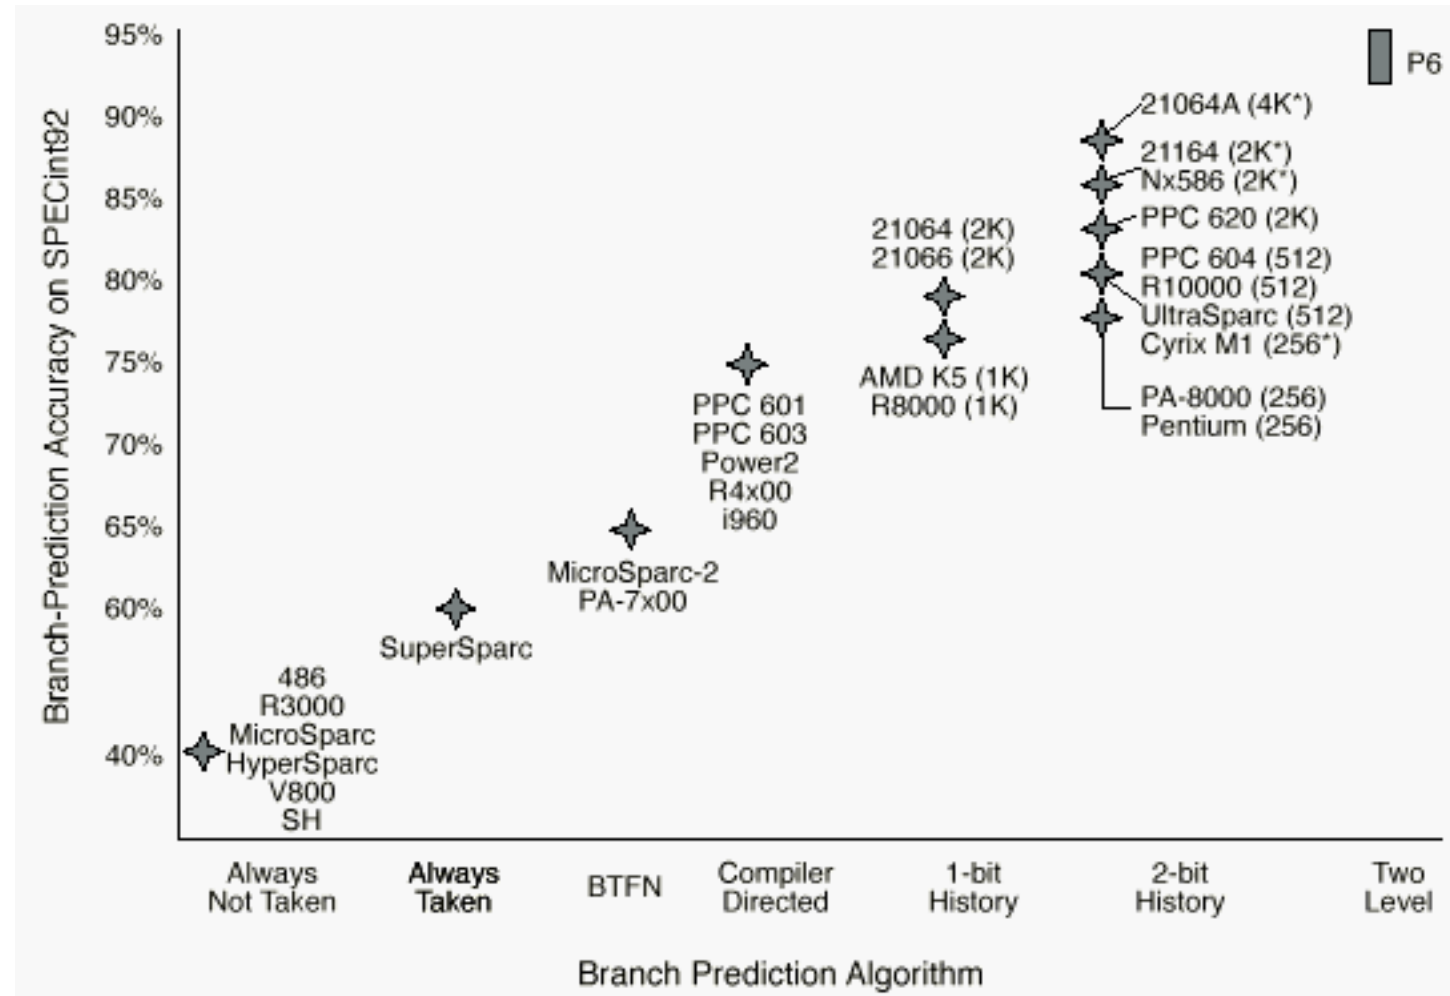 Branch-Prediction Accuracy on SPECint92
95%
90%
85%
80%
75%
70%
65%
60%
40%
486
R3000
MicroSparc
HyperSparc
V800
SH
SuperSparc
MicroSparc-2
PA-7x00
PPC 601
PPC 603
Power2
R4x00
i960
21064 (2K)
21066 (2K)
AMD K5 (1K)
R8000 (1K)
21064A (4K*)
21164 (2K*)
Nx586 (2K*)
PPC 620 (2K)
PPC 604 (512)
R10000 (512)
UltraSparc (512)
Cyrix M1 (256*)
PA-8000 (256)
Pentium (256)
P6
Always
Not Taken
Always
Taken
BTFN
Compiler
Directed
1-bit
History
2-bit
History
Two
Level
Branch Prediction Algorithm